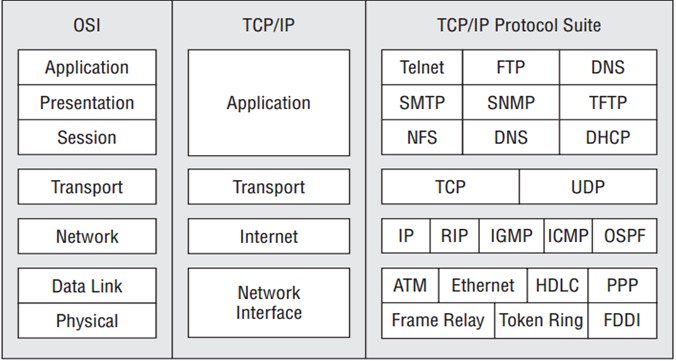 OSI
TCP/IP
TCP/IP Protocol Suite
Application
Presentation
Session
Application
Telnet FTP DNS
SMTP SNMP TFTP
NFS DNS DHCP
Transport
Transport
TCP UDP
Network
Internet
IP RIP IGMP ICMP OSPF
Data Link
Physical
Network
Interface
ATM Ethernet HDLC PPP
Frame Relay Token Ring FDDI